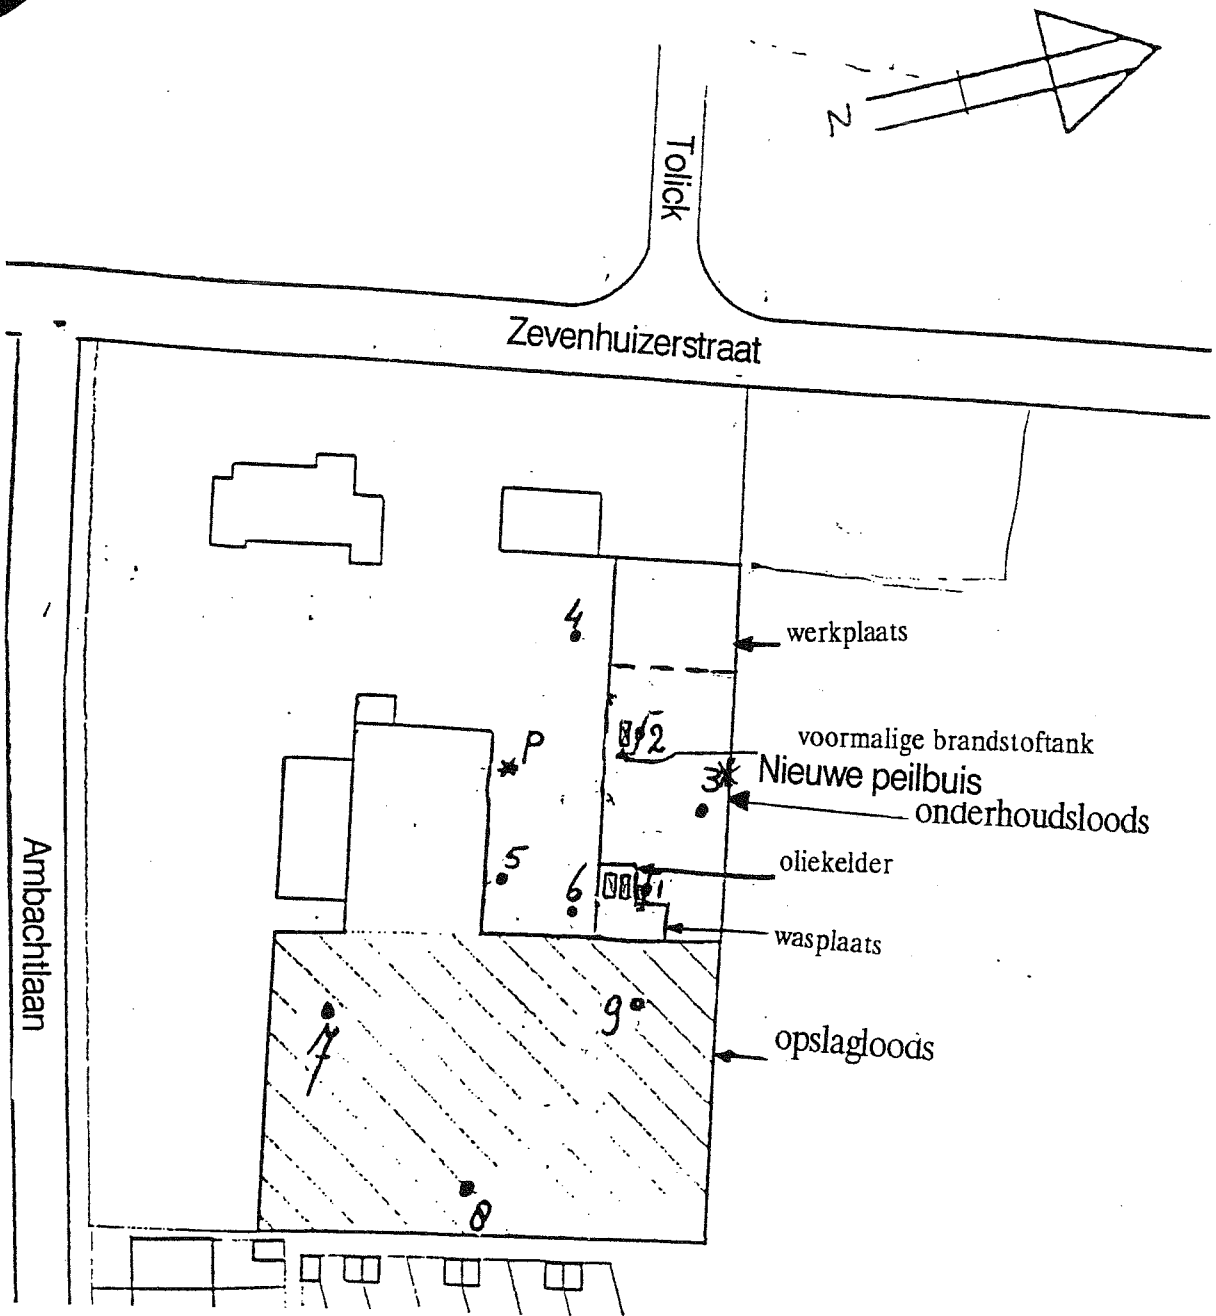 N
Tolick
Zevenhuizerstraat
4
werkplaats
2
voormalige brandstoftank
P
3
Nieuwe peilbuis
onderhoudsloods
5
oliekelder
6
1
wasplaats
Ambachtlaan
9
7
opslagloods
8